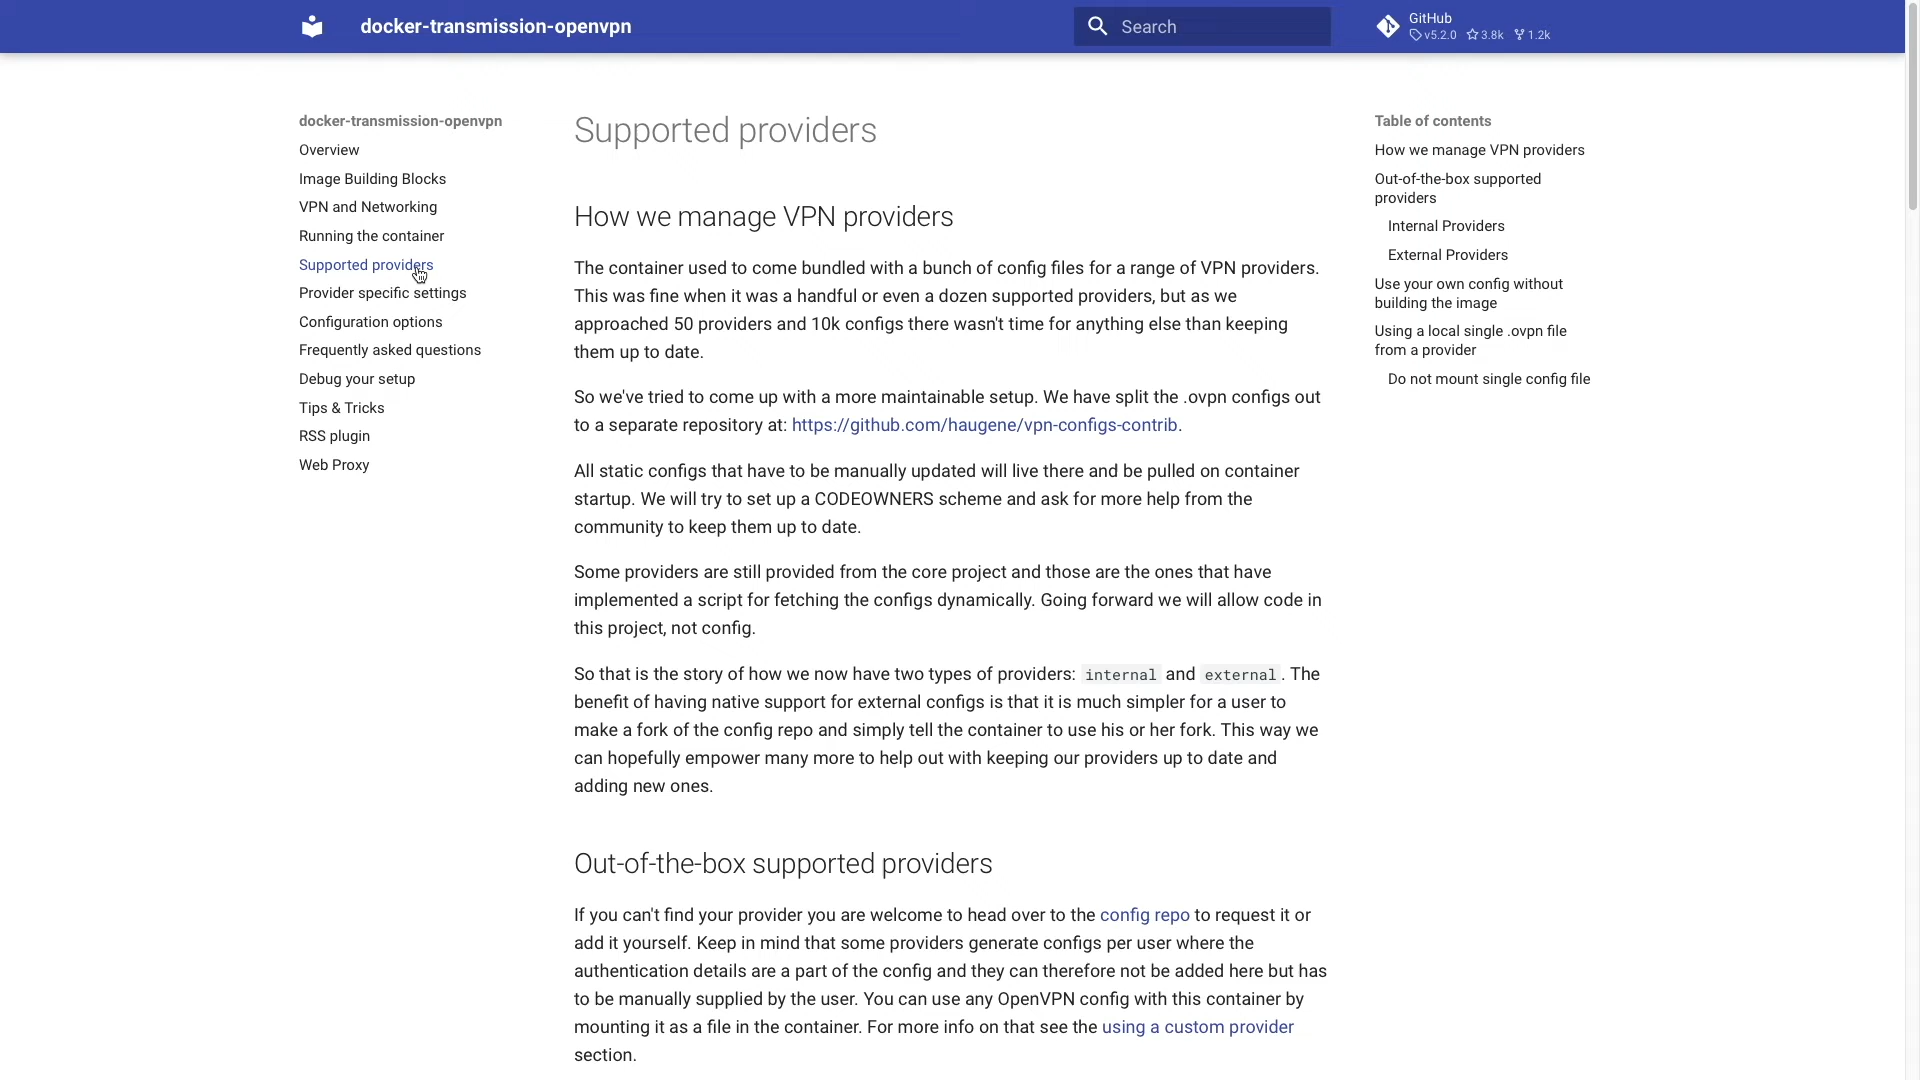 docker-transmission-openvpn
Search
GitHub
v5.2.0 3.8k 1.2k
docker-transmission-openvpn
Overview
Image Building Blocks
VPN and Networking
Running the container
Supported providers
Provider specific settings
Configuration options
Frequently asked questions
Debug your setup
Tips & Tricks
RSS plugin
Web Proxy
Supported providers
How we manage VPN providers
The container used to come bundled with a bunch of config files for a range of VPN providers.
This was fine when it was a handful or even a dozen supported providers, but as we
approached 50 providers and 10k configs there wasn't time for anything else than keeping
them up to date.
So we've tried to come up with a more maintainable setup. We have split the .ovpn configs out
to a separate repository at: https://github.com/haugene/vpn-configs-contrib.
All static configs that have to be manually updated will live there and be pulled on container
startup. We will try to set up a CODEOWNERS scheme and ask for more help from the
community to keep them up to date.
Some providers are still provided from the core project and those are the ones that have
implemented a script for fetching the configs dynamically. Going forward we will allow code in
this project, not config.
So that is the story of how we now have two types of providers: internal and external. The
benefit of having native support for external configs is that it is much simpler for a user to
make a fork of the config repo and simply tell the container to use his or her fork. This way we
can hopefully empower many more to help out with keeping our providers up to date and
adding new ones.
Out-of-the-box supported providers
If you can't find your provider you are welcome to head over to the config repo to request it or
add it yourself. Keep in mind that some providers generate configs per user where the
authentication details are a part of the config and they can therefore not be added here but has
to be manually supplied by the user. You can use any OpenVPN config with this container by
mounting it as a file in the container. For more info on that see the using a custom provider
section.
Table of contents
How we manage VPN providers
Out-of-the-box supported
providers
Internal Providers
External Providers
Use your own config without
building the image
Using a local single .ovpn file
from a provider
Do not mount single config file